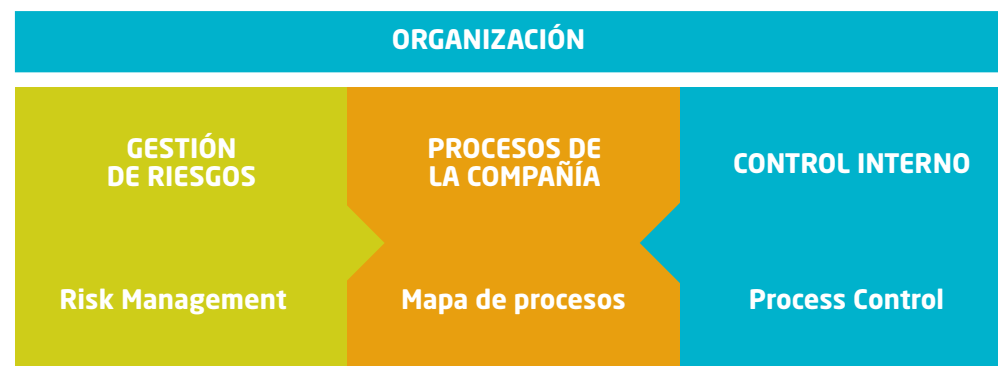 ORGANIZACIÓN
GESTIÓN
DE RIESGOS
PROCESOS DE
LA COMPAÑÍA
CONTROL INTERNO
Risk Management
Mapa de procesos
Process Control